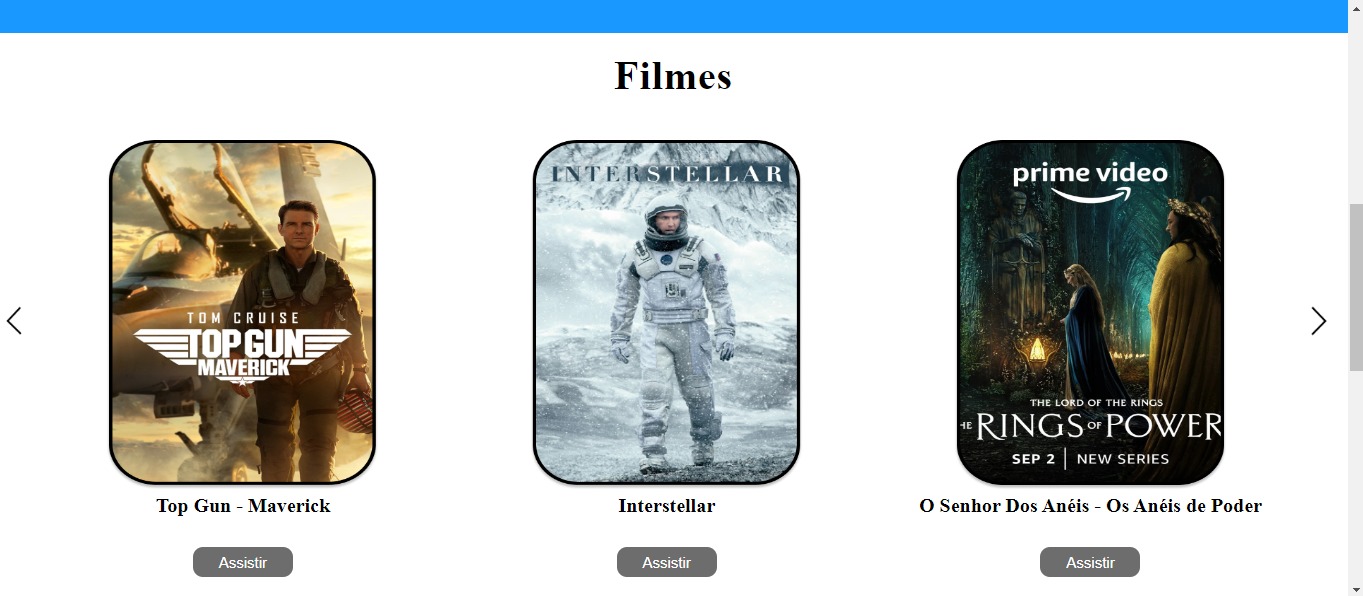 Filmes
TOM CRUISE
TOP GUN
MAVERICK
Top Gun - Maverick
Assistir
INTERSTELLAR
Interstellar
Assistir
prime video
THE LORD OF THE RINGS
HE RINGS OF POWER
SEP 2 | NEW SERIES
O Senhor Dos Anéis - Os Anéis de Poder
Assistir